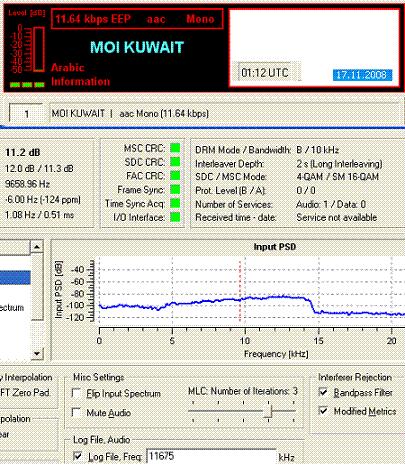 Level [dB]
11.64 kbps EEP aac Mono
0
-10
-20
-30
-40
-50
MOI KUWAIT
Arabic
Information
01:12 UTC
17.11.2008
1 MOI KUWAIT | aac Mono (11.64 kbps)
11.2 dB
12.0 dB / 11.3 dB
9658.96 Hz
-6.00 Hz (-124 ppm)
1.08 Hz / 0.51 ms
MSC CRC:
SDC CRC:
FAC CRC:
Frame Sync:
Time Sync Acq:
I/O Interface:
DRM Mode / Bandwidth: B / 10 kHz
Interleaver Depth: 2 s (Long Interleaving)
SDC / MSC Mode: 4-QAM / SM 16-QAM
Prot. Level (B / A): 0 / 0
Number of Services: Audio: 1 / Data: 0
Received time - date: Service not available
ectrum
Input PSD
Input PSD [dB]
-40
-60
-80
-100
-120
0 5 10 15 20
Frequency [kHz]
y Interpolation
FT Zero Pad.
polation
ear
Misc Settings
Flip Input Spectrum
Mute Audio
MLC: Number of Iterations: 3
Interferer Rejection
Bandpass Filter
Modified Metrics
Log File, Audio
Log File, Freq: 11675 kHz